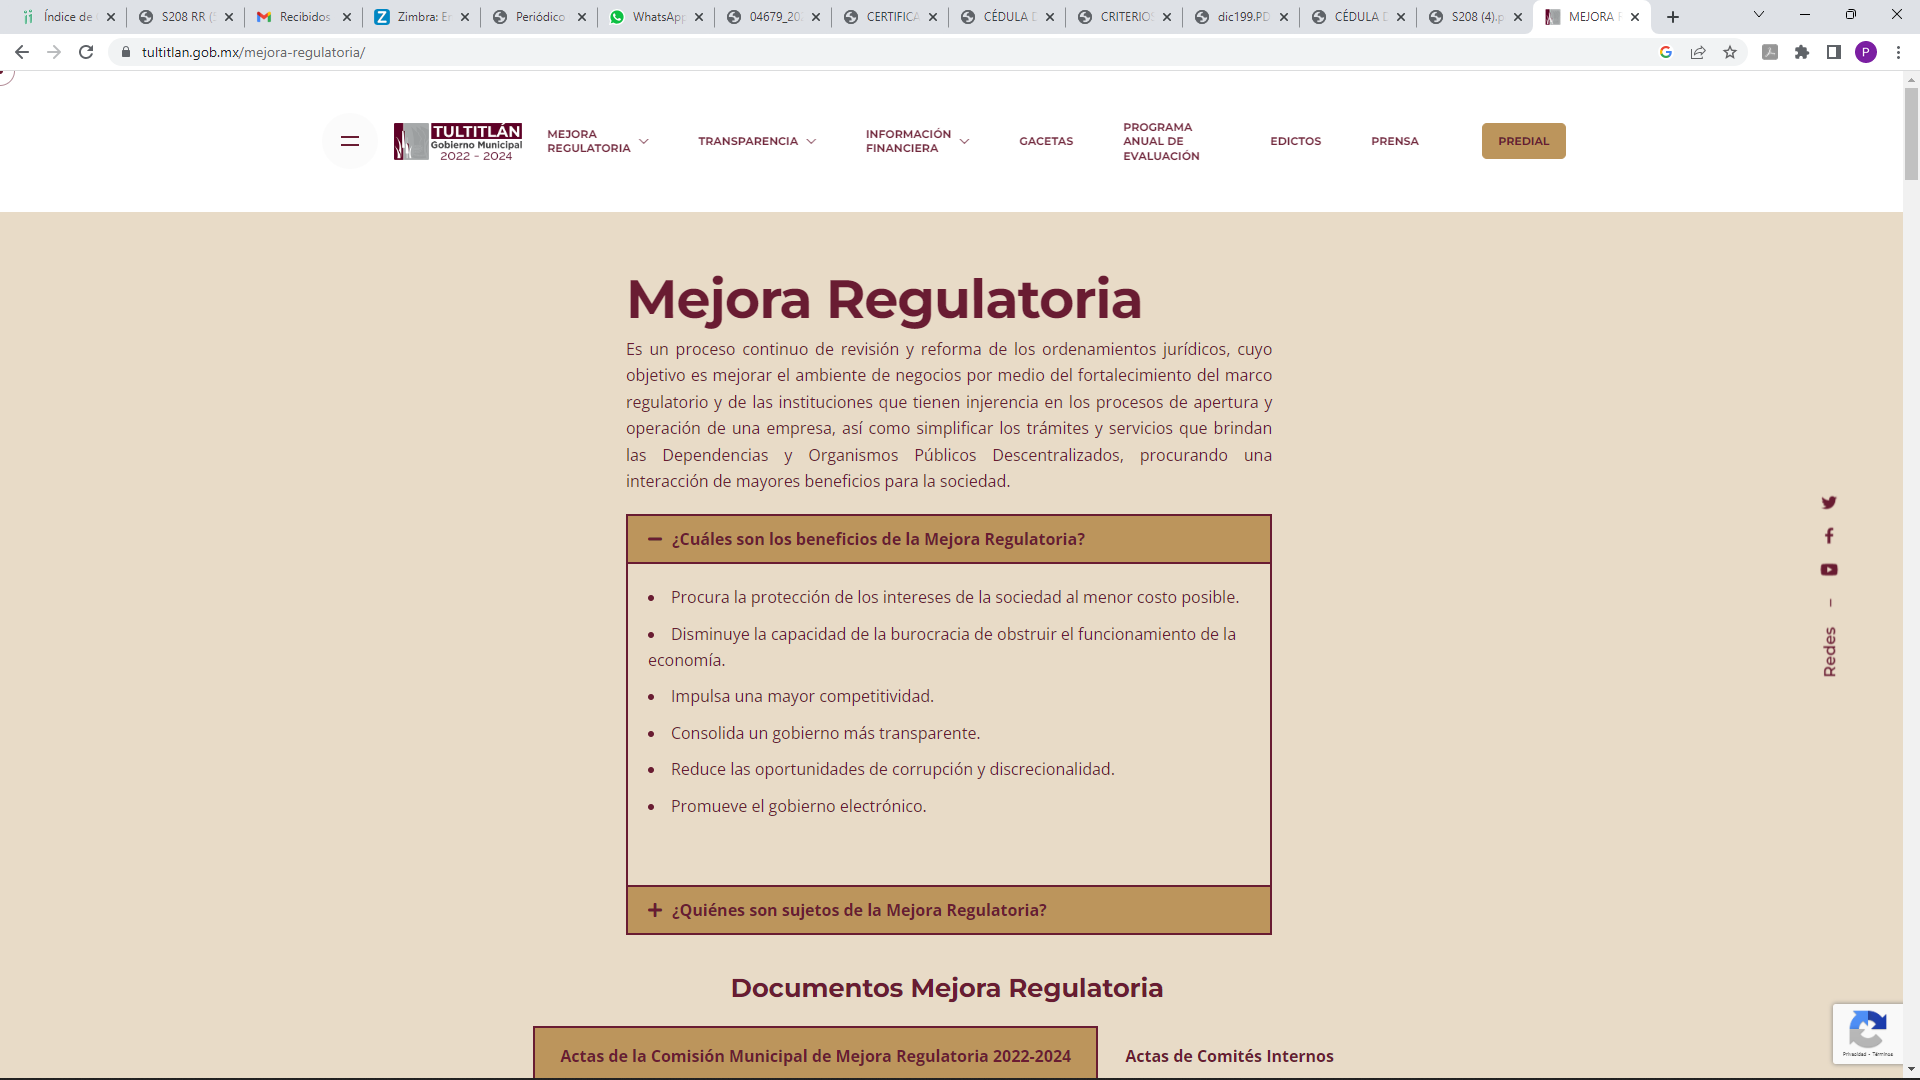 Índice de
S208 RR (
Recibidos
Zimbra: E
Periódico
WhatsApp
04679_20
CERTIFICA
CÉDULA D
CRITERIO
dic199.PD
CÉDULA D
S208 (4).p
MEJORA
tultitlan.gob.mx/mejora-regulatoria/
P
TULTITLÁN
Gobierno Municipal
2022 - 2024
MEJORA
REGULATORIA
TRANSPARENCIA
INFORMACIÓN
FINANCIERA
GACETAS
PROGRAMA
ANUAL DE
EVALUACIÓN
EDICTOS
PRENSA
PREDIAL
Mejora Regulatoria
Es un proceso continuo de revisión y reforma de los ordenamientos jurídicos, cuyo
objetivo es mejorar el ambiente de negocios por medio del fortalecimiento del marco
regulatorio y de las instituciones que tienen injerencia en los procesos de apertura y
operación de una empresa, así como simplificar los trámites y servicios que brindan
las Dependencias y Organismos Públicos Descentralizados, procurando una
interacción de mayores beneficios para la sociedad.
¿Cuáles son los beneficios de la Mejora Regulatoria?
• Procura la protección de los intereses de la sociedad al menor costo posible.
• Disminuye la capacidad de la burocracia de obstruir el funcionamiento de la
economía.
• Impulsa una mayor competitividad.
• Consolida un gobierno más transparente.
• Reduce las oportunidades de corrupción y discrecionalidad.
• Promueve el gobierno electrónico.
¿Quiénes son sujetos de la Mejora Regulatoria?
Redes –
Documentos Mejora Regulatoria
Actas de la Comisión Municipal de Mejora Regulatoria 2022-2024
Actas de Comités Internos
Privacidad - Términos